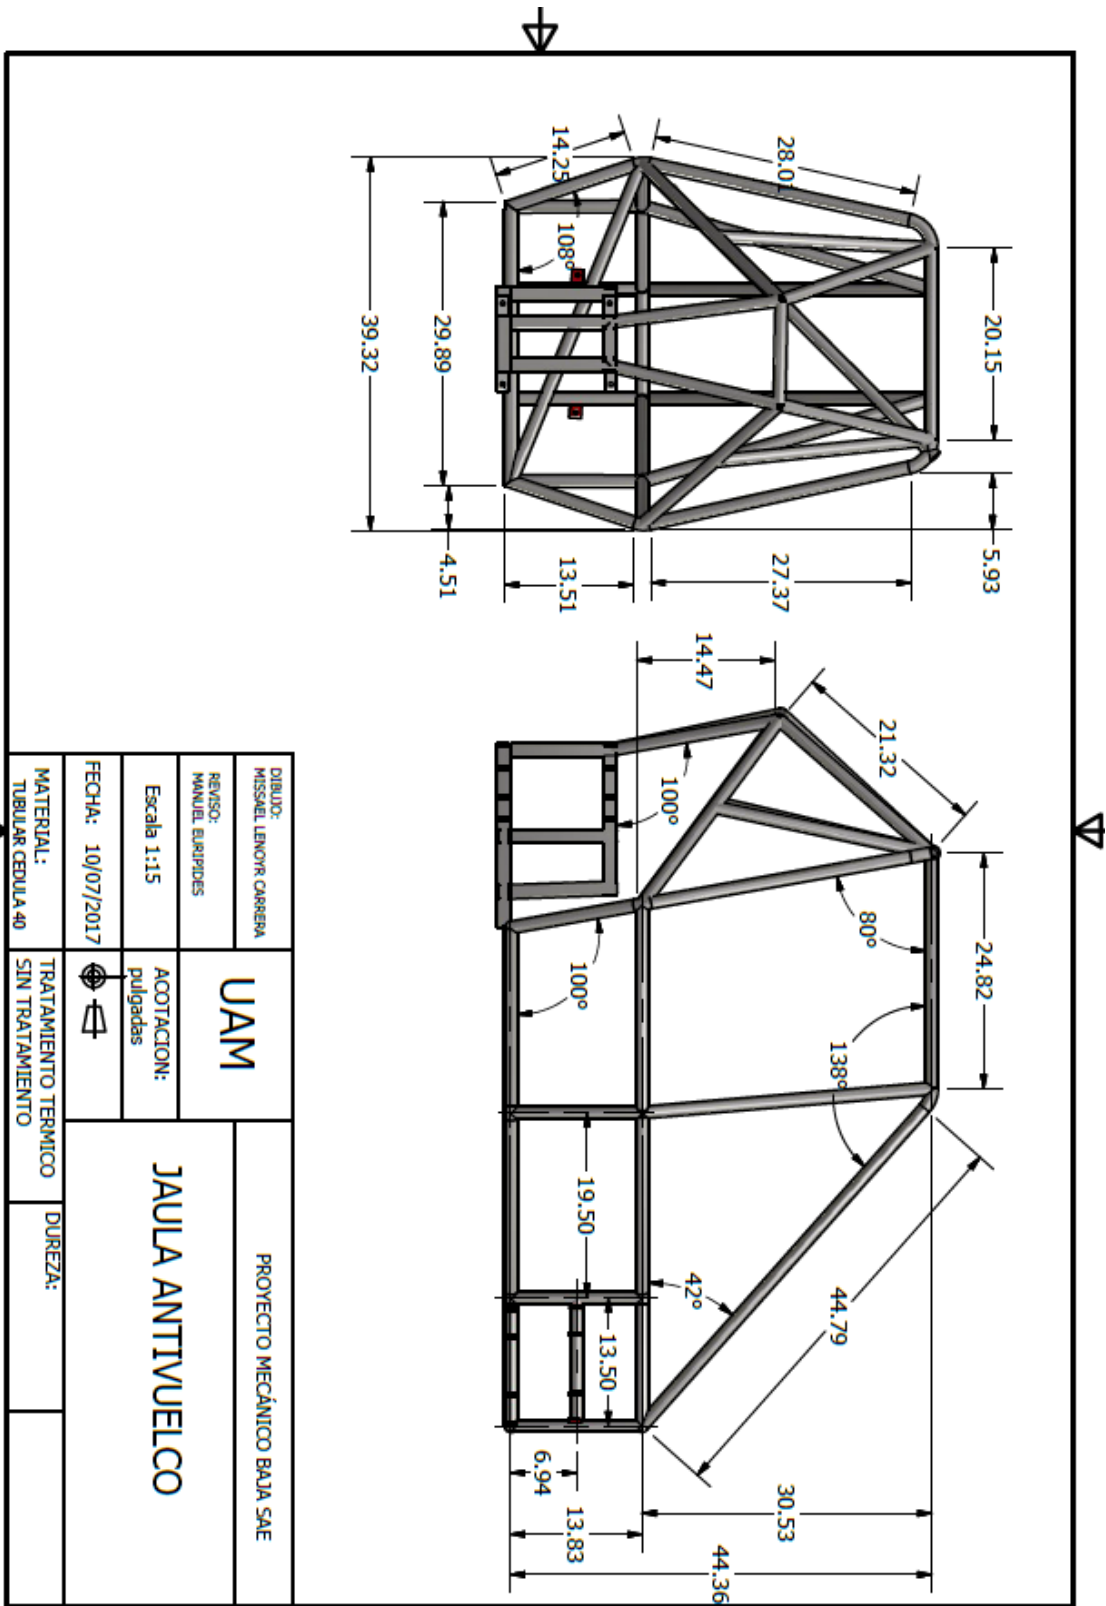 14.25
28.01
108°
20.15
29.89
39.32
5.93
27.37
13.51
4.51
14.47
21.32
100°
80°
24.82
100°
138°
19.50
42°
13.50
44.79
6.94
13.83
30.53
44.36
DIBUJO:
MISSAEL LENOYR CARRERA
REVISO:
MANUEL EURIPIDES
Escala 1:15
FECHA: 10/07/2017
MATERIAL:
TUBULAR CEDULA 40
UAM
ACOTACION:
pulgadas
TRATAMIENTO TERMICO
SIN TRATAMIENTO
PROYECTO MECÁNICO BAJA SAE
JAULA ANTIVUELCO
DUREZA: